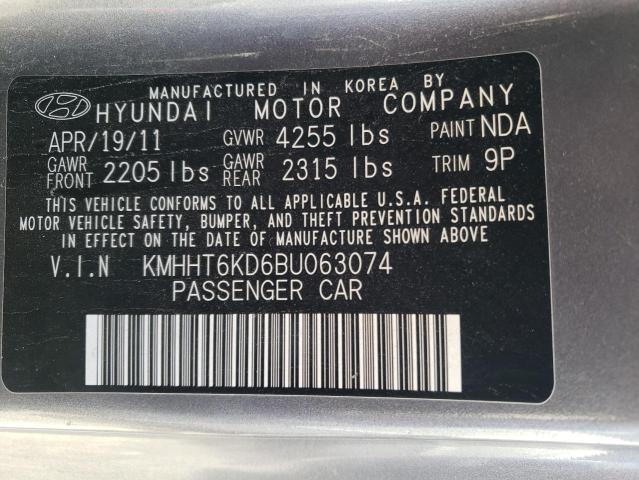 MANUFACTURED IN KOREA BY
HYUNDAI MOTOR COMPANY
APR/19/11 GVWR 4255 lbs PAINT NDA
GAWR FRONT 2205 lbs GAWR REAR 2315 lbs TRIM 9P
THIS VEHICLE CONFORMS TO ALL APPLICABLE U.S.A. FEDERAL
MOTOR VEHICLE SAFETY, BUMPER, AND THEFT PREVENTION STANDARDS
IN EFFECT ON THE DATE OF MANUFACTURE SHOWN ABOVE
V.I.N KMHHT6KD6BU063074
PASSENGER CAR